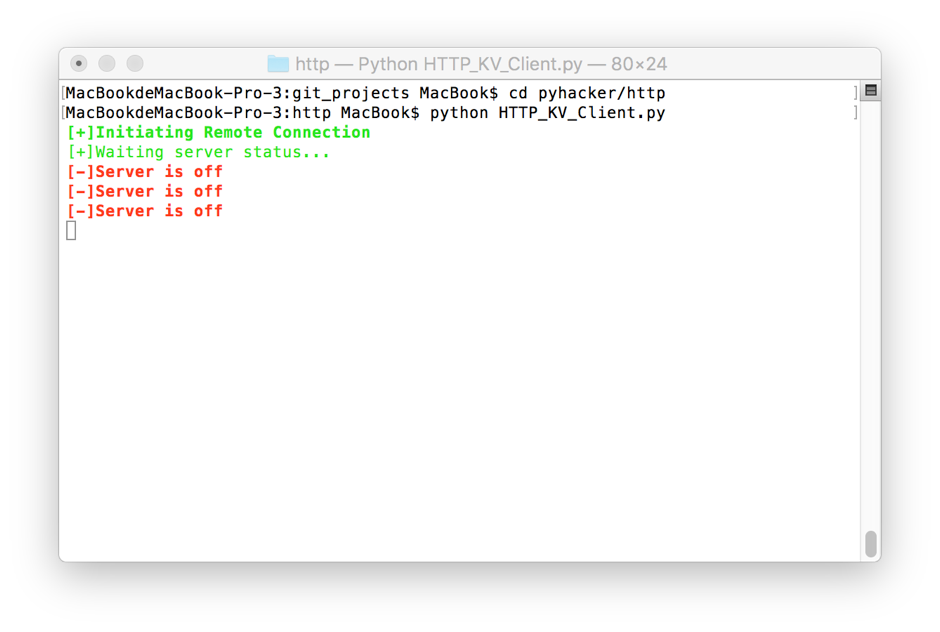 http — Python HTTP_KV_Client.py — 80×24
[MacBookdeMacBook-Pro-3:git_projects MacBook$ cd pyhacker/http ]
[MacBookdeMacBook-Pro-3:http MacBook$ python HTTP_KV_Client.py ]
[+]Initiating Remote Connection
[+]Waiting server status...
[-]Server is off
[-]Server is off
[-]Server is off